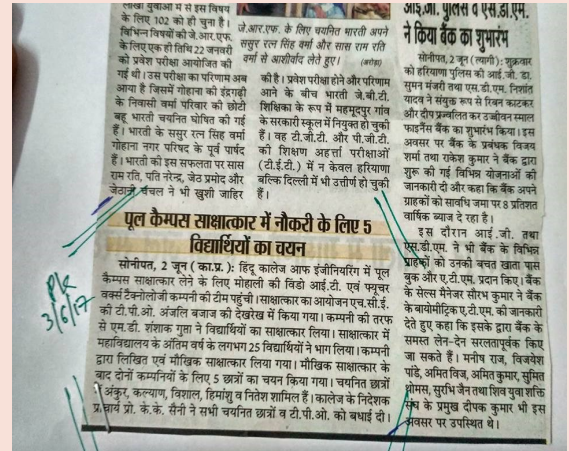 लाखों युवाओं में से इस विषय
के लिए 102 को ही चुना है।
विभिन्न विषयों की जे.आर.एफ.
के लिए एक ही तिथि 22 जनवरी
को प्रवेश परीक्षा आयोजित की
गई थी। उस परीक्षा का परिणाम अब
आया है जिसमें गोहाना की इंद्रगढ़ी
के निवासी वर्मा परिवार की छोटी
बहू भारती चयनित घोषित की गई
हैं। भारती के ससुर रत्न सिंह वर्मा
गोहाना नगर परिषद के पूर्व पार्षद
हैं। भारती की इस सफलता पर सास
राम रति, पति नरेन्द्र, जेठ प्रमोद और
जेठानी चंचल ने भी खुशी जाहिर
जे.आर.एफ. के लिए चयनित भारती अपने
ससुर रत्न सिंह वर्मा और सास राम रति
वर्मा से आशीर्वाद लेते हुए। (अरोड़ा)
की है। प्रवेश परीक्षा होने और परिणाम
आने के बीच भारती जे.बी.टी.
शिक्षिका के रूप में महमूदपुर गांव
के सरकारी स्कूल में नियुक्त हो चुकी
हैं। वह टी.जी.टी. और पी.जी.टी.
की शिक्षण अहर्त्ता परीक्षाओं
(टी.ई.टी.) में न केवल हरियाणा
बल्कि दिल्ली में भी उत्तीर्ण हो चुकी
हैं।
पूल कैम्पस साक्षात्कार में नौकरी के लिए 5
विद्यार्थियों का चयन
सोनीपत, 2 जून (का.प्र.): हिंदू कालेज आफ इंजीनियरिंग में पूल
कैम्पस साक्षात्कार लेने के लिए मोहाली की विडो आई.टी. एवं फ्यूचर
वर्क्स टैक्नोलाजी कम्पनी की टीम पहुंची। साक्षात्कार का आयोजन एच.सी.ई.
की टी.पी.ओ. अंजलि बजाज की देखरेख में किया गया। कम्पनी की तरफ
से एम.डी. शंशाक गुप्ता ने विद्यार्थियों का साक्षात्कार लिया। साक्षात्कार में
महाविद्यालय के अंतिम वर्ष के लगभग 25 विद्यार्थियों ने भाग लिया। कम्पनी
द्वारा लिखित एवं मौखिक साक्षात्कार लिया गया। मौखिक साक्षात्कार के
बाद दोनों कम्पनियों के लिए 5 छात्रों का चयन किया गया। चयनित छात्रों
में अंकुर, कल्याण, विशाल, हिमांशु व नितेश शामिल हैं। कालेज के निदेशक
प्रचार्य प्रो. के.के. सैनी ने सभी चयनित छात्रों व टी.पी.ओ. को बधाई दी।
आई.जी. पुलिस व एस.डी.एम.
ने किया बैंक का शुभारंभ
सोनीपत, 2 जून (त्यागी): शुक्रवार
को हरियाणा पुलिस की आई.जी. डा.
सुमन मंजरी तथा एस.डी.एम. निशांत
यादव ने संयुक्त रूप से रिबन काटकर
और दीप प्रज्वलित कर उज्जीवन स्माल
फाइनैंस बैंक का शुभारंभ किया। इस
अवसर पर बैंक के प्रबंधक विजय
शर्मा तथा राकेश कुमार ने बैंक द्वारा
शुरू की गई विभिन्न योजनाओं की
जानकारी दी और कहा कि बैंक अपने
ग्राहकों को सावधि जमा पर 8 प्रतिशत
वार्षिक ब्याज दे रहा है।
इस दौरान आई.जी. तथा
एस.डी.एम. ने भी बैंक के विभिन्न
ग्राहकों को उनकी बचत खाता पास
बुक और ए.टी.एम. प्रदान किए। बैंक
के सेल्स मैनेजर सौरभ कुमार ने बैंक
के बायोमीट्रिक ए.टी.एम. की जानकारी
देते हुए कहा कि इसके द्वारा बैंक के
समस्त लेन-देन सरलतापूर्वक किए
जा सकते हैं। मनीष राज, विजयेश
पांडे, अमित विज, अमित कुमार, सुमित
थोमस, सुरभि जैन तथा शिव युवा शक्ति
संघ के प्रमुख दीपक कुमार भी इस
अवसर पर उपस्थित थे।
PK
3/6/17